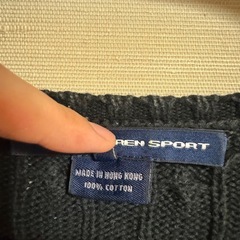 REN SPORT
MADE IN HONG KONG
100% COTTON